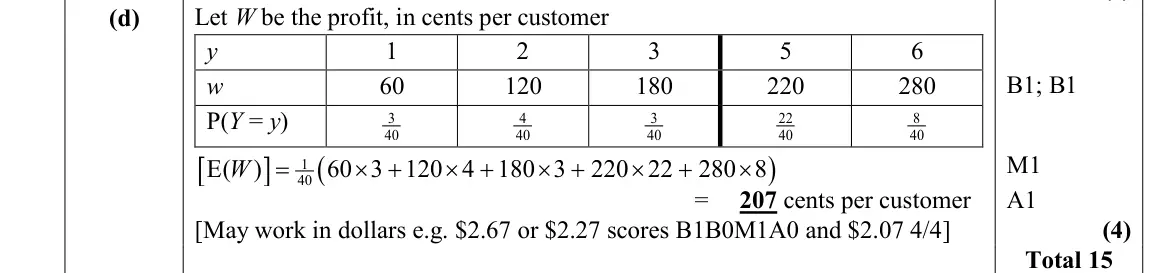 (d) Let W be the profit, in cents per customer
y 1 2 3 5 6
w 60 120 180 220 280 B1; B1
P(Y = y) 3/40 4/40 3/40 22/40 8/40
[E(W)] = 1/40 (60×3 + 120×4 + 180×3 + 220×22 + 280×8) M1
= 207 cents per customer A1
[May work in dollars e.g. $2.67 or $2.27 scores B1B0M1A0 and $2.07 4/4] (4)
Total 15